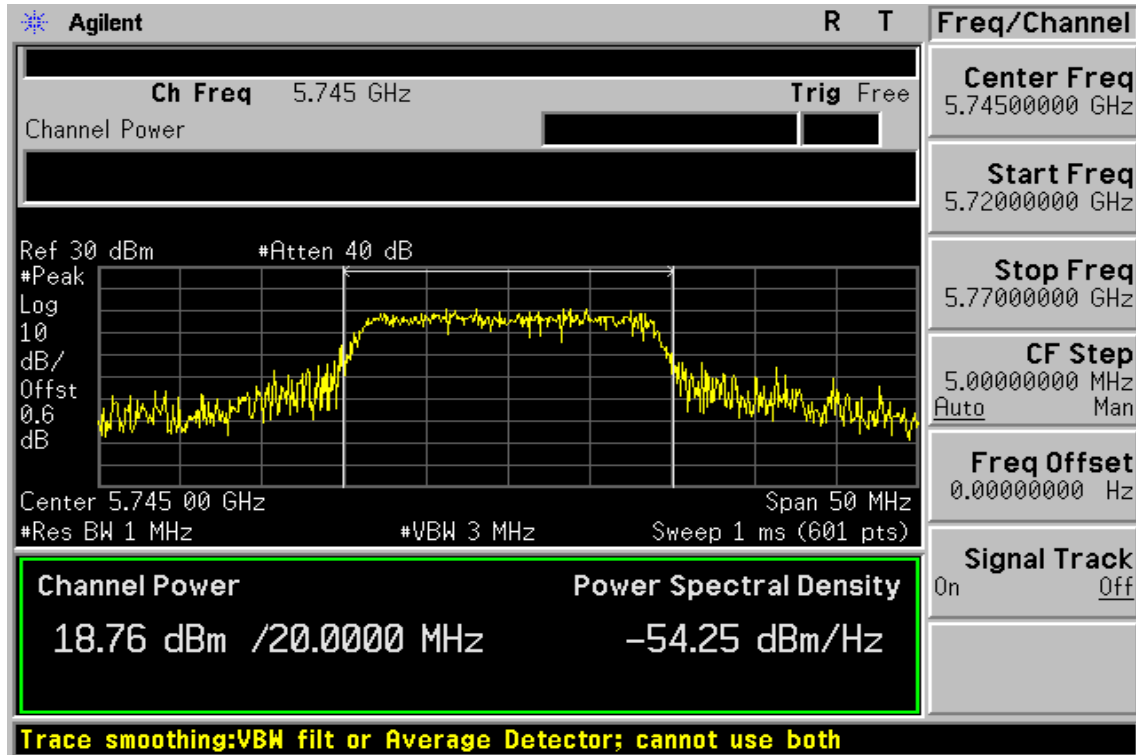 Agilent R T
Ch Freq 5.745 GHz Trig Free
Channel Power
Ref 30 dBm #Atten 40 dB
#Peak
Log
10
dB/
Offst
0.6
dB
Center 5.745 00 GHz Span 50 MHz
#Res BW 1 MHz #VBW 3 MHz Sweep 1 ms (601 pts)
Channel Power Power Spectral Density
18.76 dBm /20.0000 MHz -54.25 dBm/Hz
Trace smoothing:VBW filt or Average Detector; cannot use both
Freq/Channel
Center Freq
5.74500000 GHz
Start Freq
5.72000000 GHz
Stop Freq
5.77000000 GHz
CF Step
5.00000000 MHz
Auto Man
Freq Offset
0.00000000 Hz
Signal Track
On Off